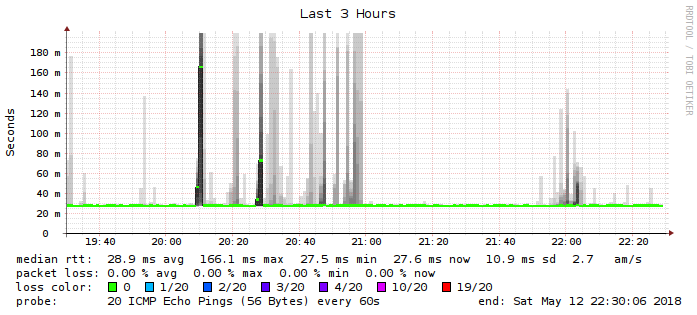 Last 3 Hours
RRDTOOL / TOBI OETIKER
Seconds
180 m
160 m
140 m
120 m
100 m
80 m
60 m
40 m
20 m
0
19:40 20:00 20:20 20:40 21:00 21:20 21:40 22:00 22:20
median rtt: 28.9 ms avg 166.1 ms max 27.5 ms min 27.6 ms now 10.9 ms sd 2.7 am/s
packet loss: 0.00 % avg 0.00 % max 0.00 % min 0.00 % now
loss color: 0 1/20 2/20 3/20 4/20 10/20 19/20
probe: 20 ICMP Echo Pings (56 Bytes) every 60s end: Sat May 12 22:30:06 2018